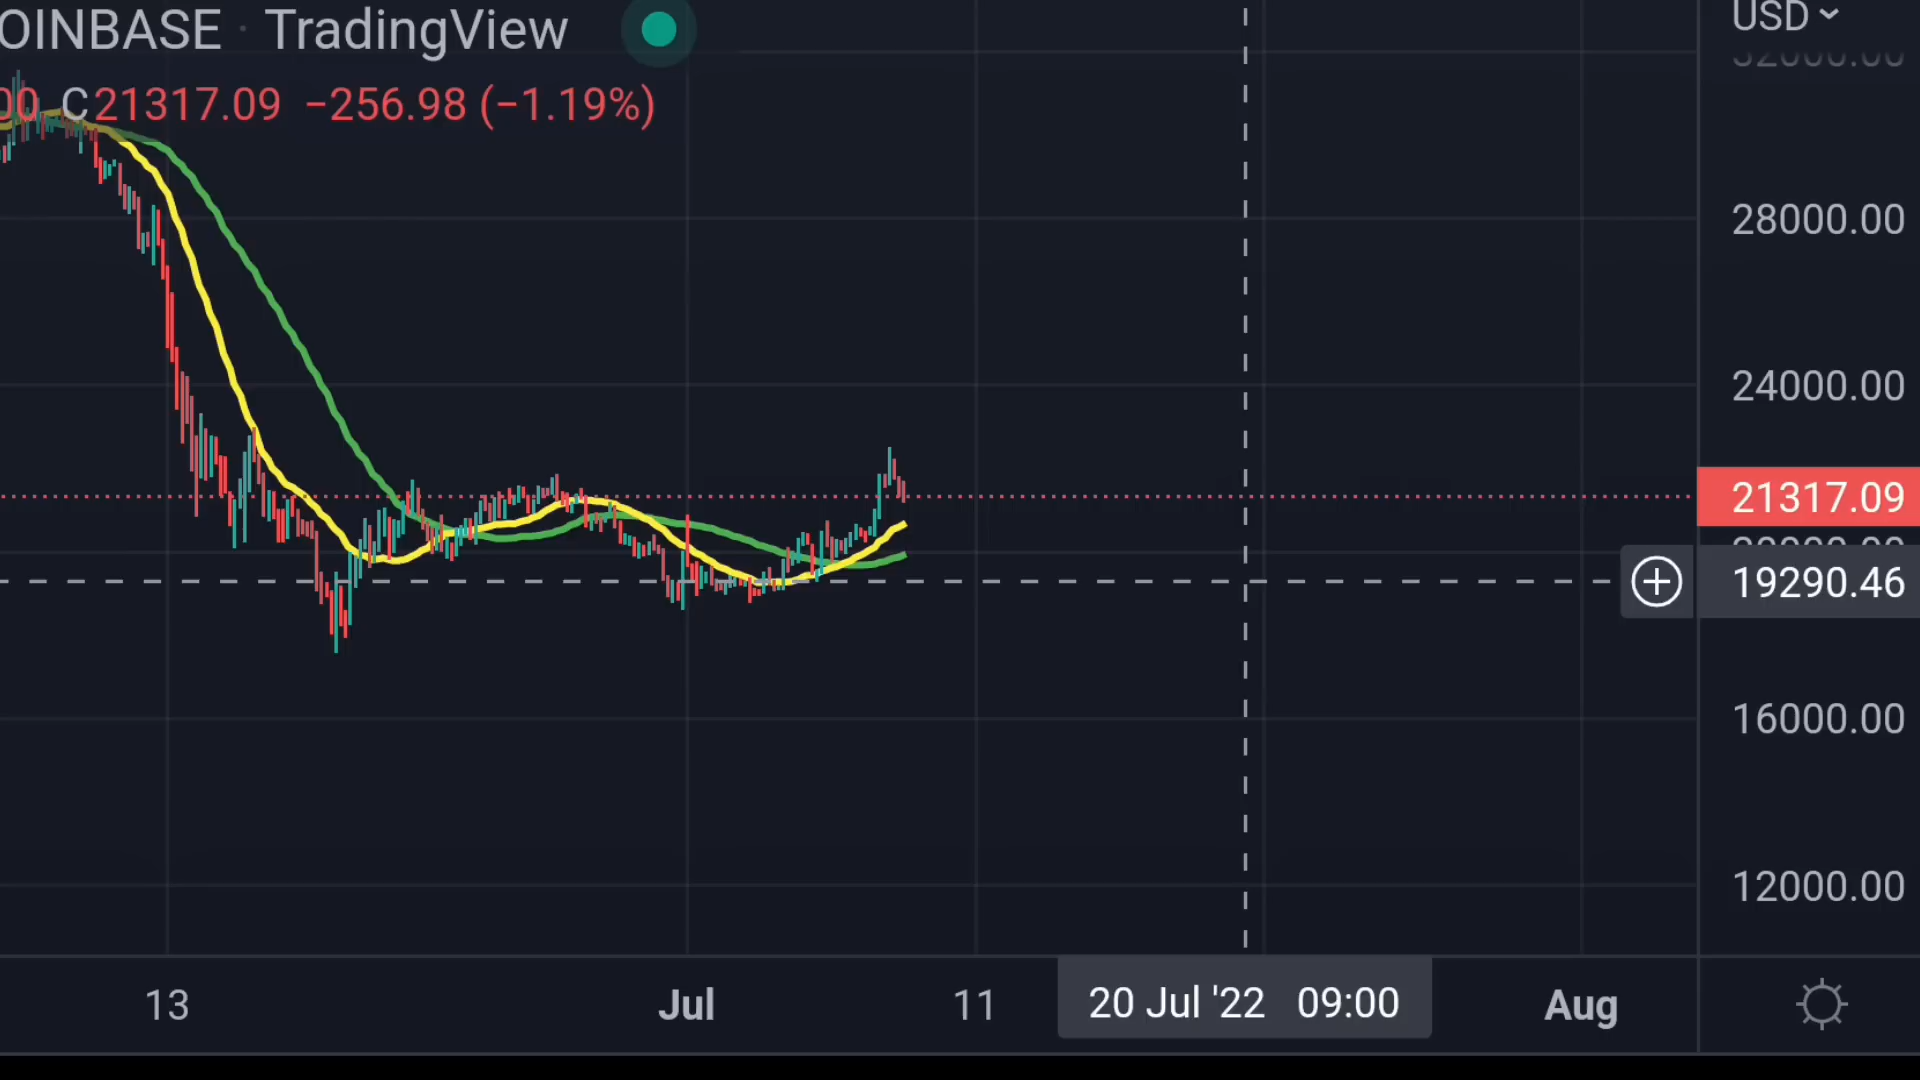 OINBASE · TradingView
USD
00 C21317.09 −256.98 (−1.19%)
28000.00
24000.00
21317.09
19290.46
16000.00
12000.00
13 Jul 11 20 Jul '22 09:00 Aug